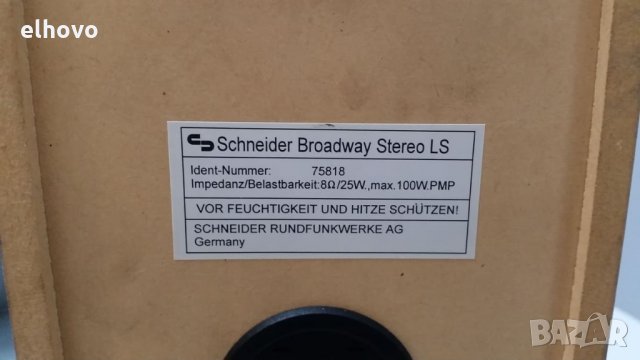 elhovo
Schneider Broadway Stereo LS
Ident-Nummer: 75818
Impedanz/Belastbarkeit:8Ω/25W.,max.100W.PMP
VOR FEUCHTIGKEIT UND HITZE SCHÜTZEN!
SCHNEIDER RUNDFUNKWERKE AG
Germany
BAZAR